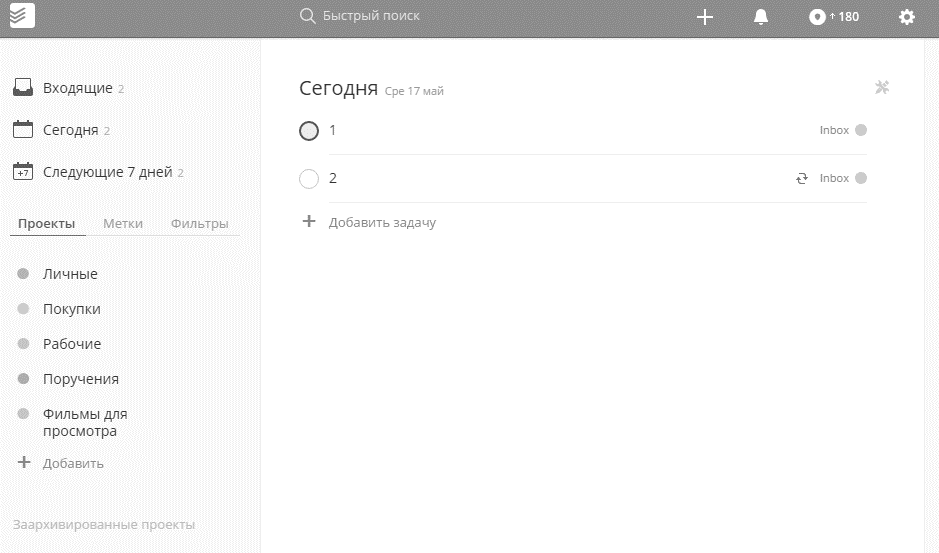 Быстрый поиск
↑ 180
Входящие 2
Сегодня 2
+7 Следующие 7 дней 2
Проекты Метки Фильтры
Личные
Покупки
Рабочие
Поручения
Фильмы для
просмотра
+ Добавить
Заархивированные проекты
Сегодня Сре 17 май
1 Inbox
2 Inbox
+ Добавить задачу